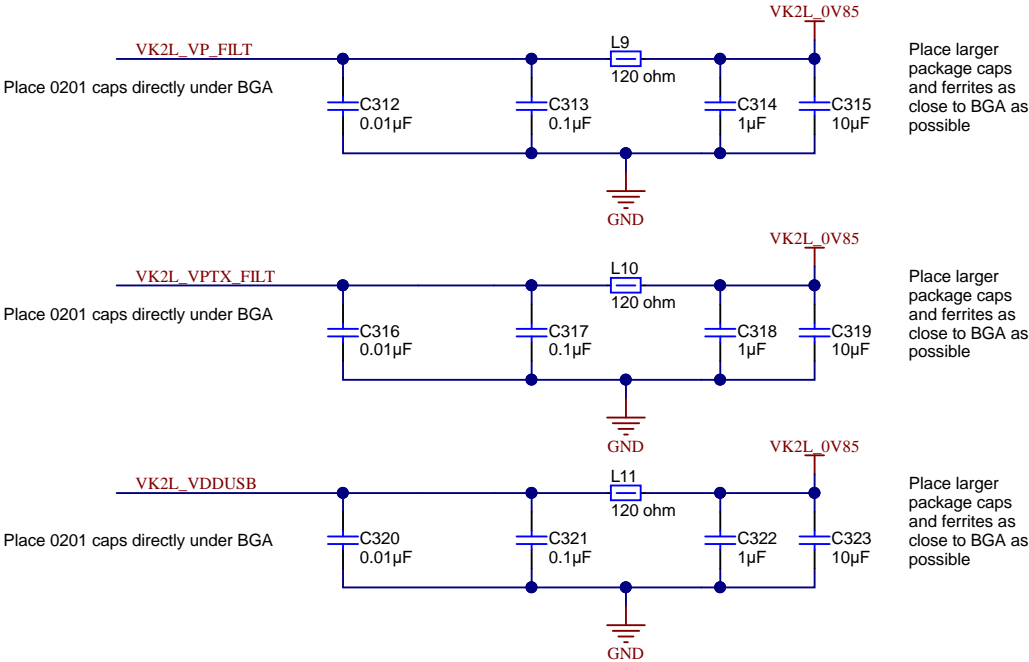 VK2L_0V85
VK2L_VP_FILT
L9
120 ohm
Place 0201 caps directly under BGA
C312
0.01µF
C313
0.1µF
C314
1µF
C315
10µF
Place larger
package caps
and ferrites as
close to BGA as
possible
GND
VK2L_0V85
VK2L_VPTX_FILT
L10
120 ohm
Place 0201 caps directly under BGA
C316
0.01µF
C317
0.1µF
C318
1µF
C319
10µF
Place larger
package caps
and ferrites as
close to BGA as
possible
GND
VK2L_0V85
VK2L_VDDUSB
L11
120 ohm
Place 0201 caps directly under BGA
C320
0.01µF
C321
0.1µF
C322
1µF
C323
10µF
Place larger
package caps
and ferrites as
close to BGA as
possible
GND